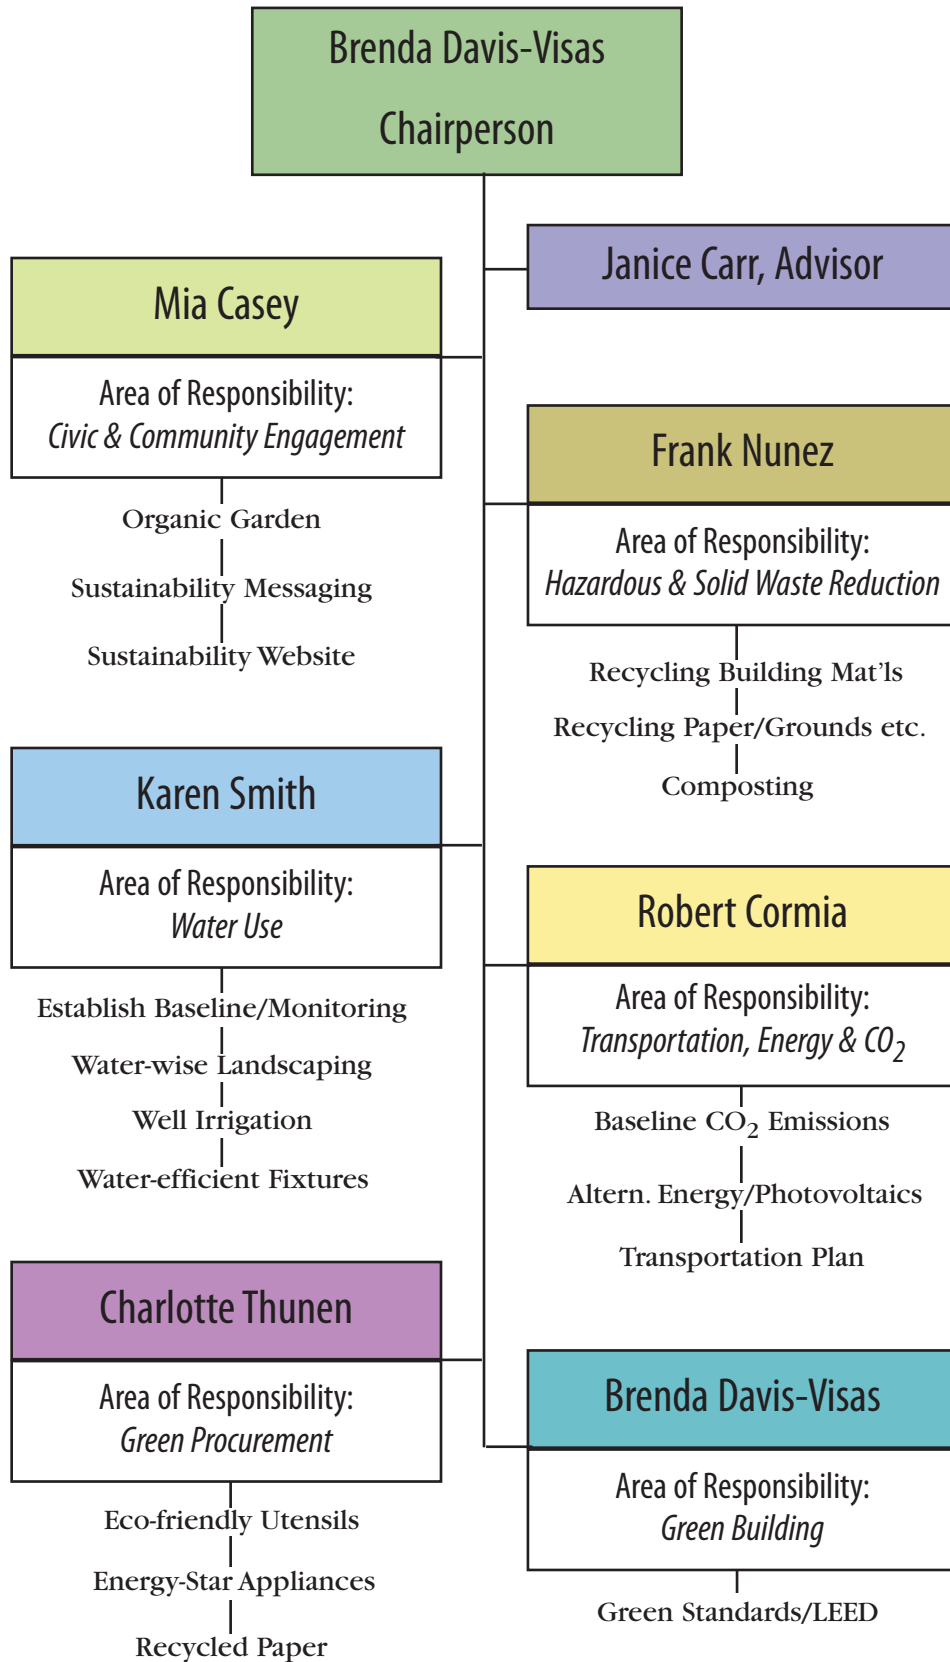 Brenda Davis-Visas
Chairperson
Janice Carr, Advisor
Mia Casey
Area of Responsibility:
Civic & Community Engagement
Organic Garden
Sustainability Messaging
Sustainability Website
Frank Nunez
Area of Responsibility:
Hazardous & Solid Waste Reduction
Recycling Building Mat'ls
Recycling Paper/Grounds etc.
Composting
Karen Smith
Area of Responsibility:
Water Use
Establish Baseline/Monitoring
Water-wise Landscaping
Well Irrigation
Water-efficient Fixtures
Robert Cormia
Area of Responsibility:
Transportation, Energy & CO₂
Baseline CO₂ Emissions
Altern. Energy/Photovoltaics
Transportation Plan
Charlotte Thunen
Area of Responsibility:
Green Procurement
Eco-friendly Utensils
Energy-Star Appliances
Recycled Paper
Brenda Davis-Visas
Area of Responsibility:
Green Building
Green Standards/LEED